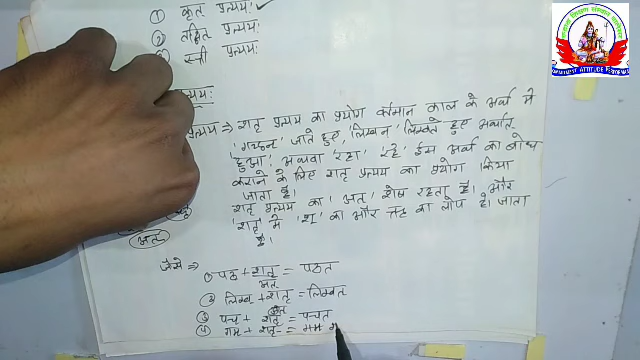 ① कृत् प्रत्ययः
② तद्धित प्रत्ययः
स्त्री प्रत्ययः
प्रत्यय ⇒ शतृ प्रत्यय का प्रयोग वर्तमान काल के अर्थ में
'गच्छन्' जाते हुए, 'लिखन्' लिखते हुए अर्थात्
'हुआ' अथवा 'रहा' 'रहे' इस अर्थ का बोध
कराने के लिए शतृ प्रत्यय का प्रयोग किया
जाता है।
शतृ प्रत्यय का 'अत्' शेष रहता है। और
'शतृ' में 'श्' का और ऋ का लोप हो जाता
है।
अत्
जैसे ⇒
① पठ + शतृ = पठत
अत
② लिख + शतृ = लिखत
③ पच + शतृ = पचत
④ गम + शतृ =